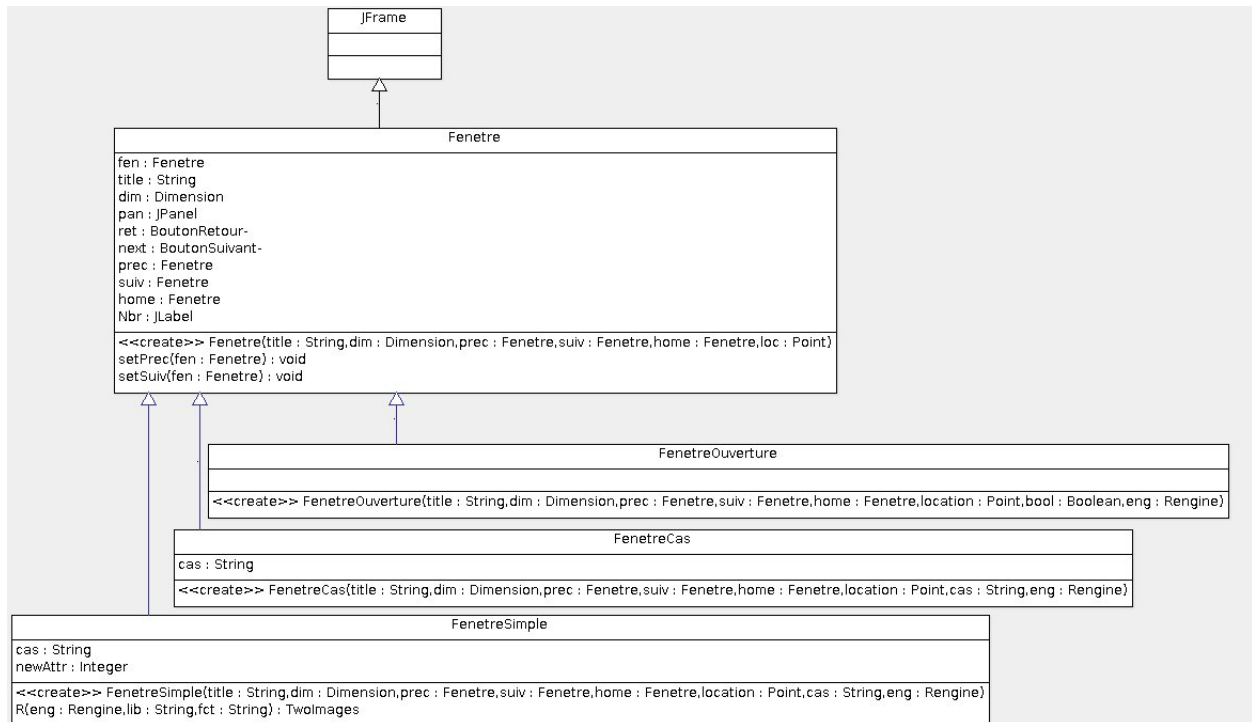 JFrame
Fenetre
fen : Fenetre
title : String
dim : Dimension
pan : JPanel
ret : BoutonRetour-
next : BoutonSuivant-
prec : Fenetre
suiv : Fenetre
home : Fenetre
Nbr : JLabel
<<create>> Fenetre(title : String,dim : Dimension,prec : Fenetre,suiv : Fenetre,home : Fenetre,loc : Point)
setPrec(fen : Fenetre) : void
setSuiv(fen : Fenetre) : void
FenetreOuverture
<<create>> FenetreOuverture(title : String,dim : Dimension,prec : Fenetre,suiv : Fenetre,home : Fenetre,location : Point,bool : Boolean,eng : Rengine)
FenetreCas
cas : String
<<create>> FenetreCas(title : String,dim : Dimension,prec : Fenetre,suiv : Fenetre,home : Fenetre,location : Point,cas : String,eng : Rengine)
FenetreSimple
cas : String
newAttr : Integer
<<create>> FenetreSimple(title : String,dim : Dimension,prec : Fenetre,suiv : Fenetre,home : Fenetre,location : Point,cas : String,eng : Rengine)
R(eng : Rengine,lib : String,fct : String) : TwoImages